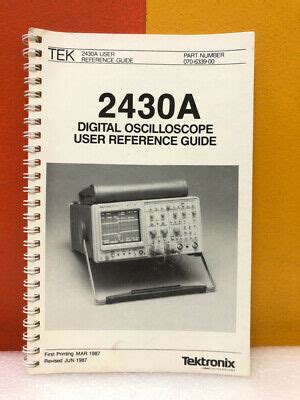 TEK
2430A USER
REFERENCE GUIDE
PART NUMBER
070-6339-00
2430A
DIGITAL OSCILLOSCOPE
USER REFERENCE GUIDE
First Printing MAR 1987
Revised JUN 1987
Tektronix